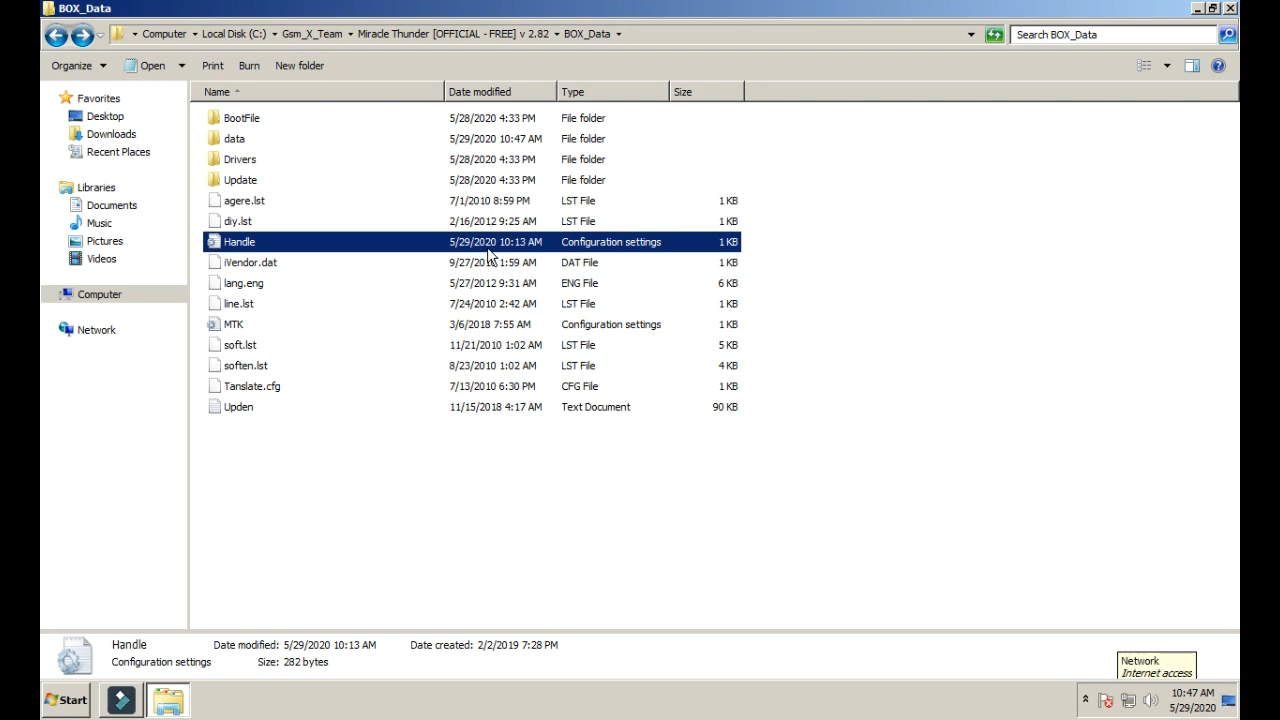 BOX_Data
Computer Local Disk (C:) Gsm_X_Team Miracle Thunder [OFFICIAL - FREE] v 2.82 BOX_Data Search BOX_Data
Organize Open Print Burn New folder
Name Date modified Type Size
Favorites
Desktop
Downloads
Recent Places
Libraries
Documents
Music
Pictures
Videos
Computer
Network
BootFile 5/28/2020 4:33 PM File folder
data 5/29/2020 10:47 AM File folder
Drivers 5/28/2020 4:33 PM File folder
Update 5/28/2020 4:33 PM File folder
agere.lst 7/1/2010 8:59 PM LST File 1 KB
diy.lst 2/16/2012 9:25 AM LST File 1 KB
Handle 5/29/2020 10:13 AM Configuration settings 1 KB
iVendor.dat 1:59 AM DAT File 1 KB
lang.eng 5/27/2012 9:31 AM ENG File 6 KB
line.lst 7/24/2010 2:42 AM LST File 1 KB
MTK 3/6/2018 7:55 AM Configuration settings 1 KB
soft.lst 11/21/2010 1:02 AM LST File 5 KB
soften.lst 8/23/2010 1:02 AM LST File 4 KB
Tanslate.cfg 7/13/2010 6:30 PM CFG File 1 KB
Upden 11/15/2018 4:17 AM Text Document 90 KB
Handle Date modified: 5/29/2020 10:13 AM Date created: 2/2/2019 7:28 PM
Configuration settings Size: 282 bytes
Network
Internet access
Start
10:47 AM
5/29/2020